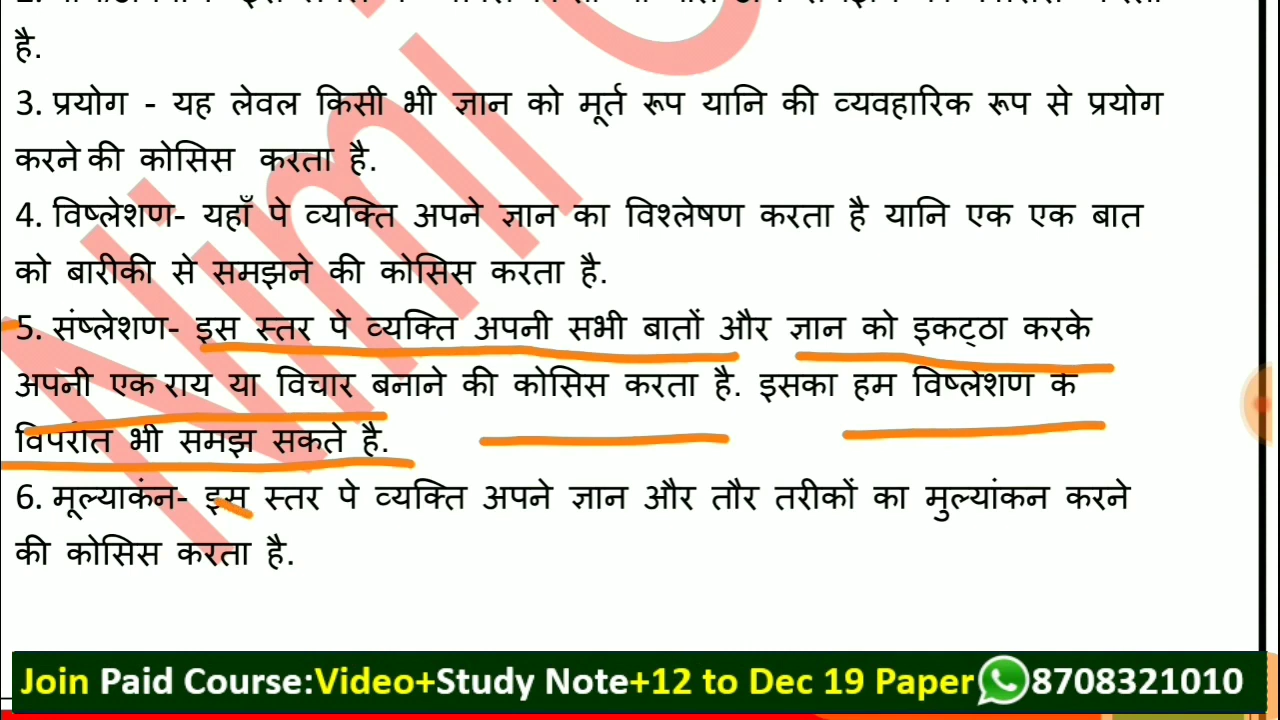 है.
3. प्रयोग - यह लेवल किसी भी ज्ञान को मूर्त रूप यानि की व्यवहारिक रूप से प्रयोग
करने की कोसिस करता है.
4. विष्लेशण- यहाँ पे व्यक्ति अपने ज्ञान का विश्लेषण करता है यानि एक एक बात
को बारीकी से समझने की कोसिस करता है.
5. संष्लेशण- इस स्तर पे व्यक्ति अपनी सभी बातों और ज्ञान को इकट्ठा करके
अपनी एक राय या विचार बनाने की कोसिस करता है. इसका हम विष्लेशण के
विपरीत भी समझ सकते है.
6. मूल्याकंन- इस स्तर पे व्यक्ति अपने ज्ञान और तौर तरीकों का मुल्यांकन करने
की कोसिस करता है.
Join Paid Course:Video+Study Note+12 to Dec 19 Paper 8708321010